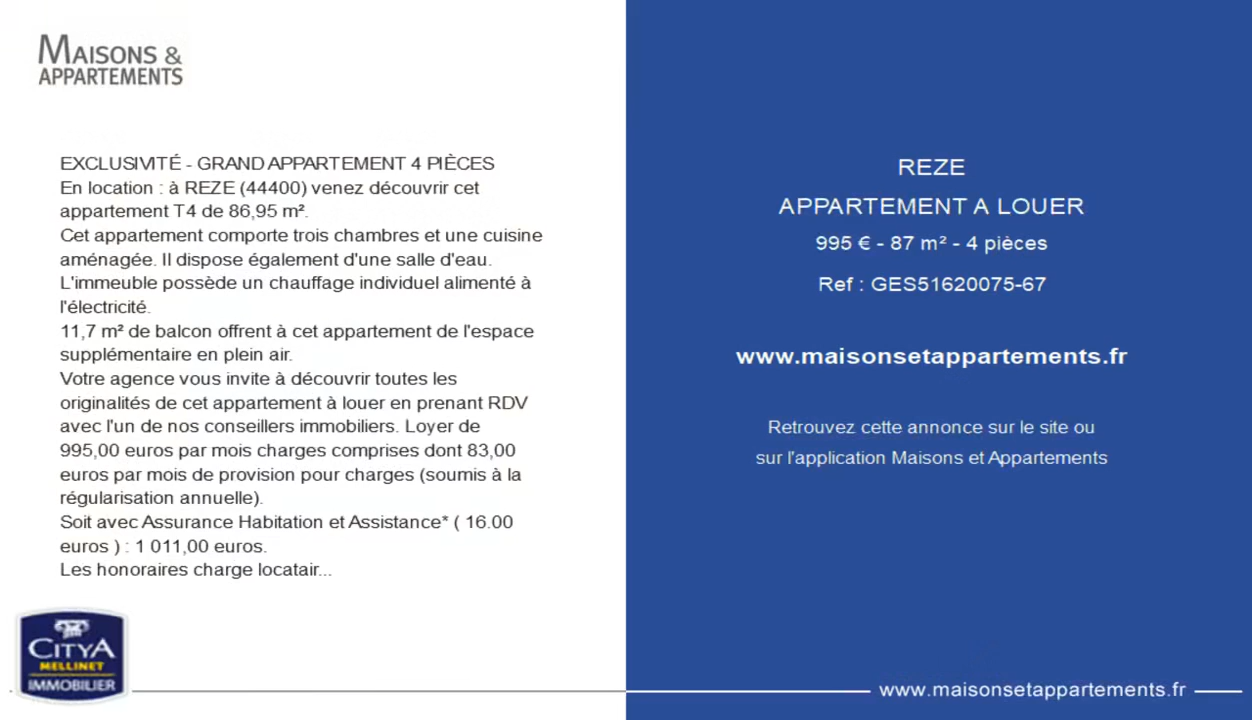 MAISONS &
APPARTEMENTS
EXCLUSIVITÉ - GRAND APPARTEMENT 4 PIÈCES
En location : à REZE (44400) venez découvrir cet
appartement T4 de 86,95 m².
Cet appartement comporte trois chambres et une cuisine
aménagée. Il dispose également d'une salle d'eau.
L'immeuble possède un chauffage individuel alimenté à
l'électricité.
11,7 m² de balcon offrent à cet appartement de l'espace
supplémentaire en plein air.
Votre agence vous invite à découvrir toutes les
originalités de cet appartement à louer en prenant RDV
avec l'un de nos conseillers immobiliers. Loyer de
995,00 euros par mois charges comprises dont 83,00
euros par mois de provision pour charges (soumis à la
régularisation annuelle).
Soit avec Assurance Habitation et Assistance* ( 16.00
euros ) : 1 011,00 euros.
Les honoraires charge locatair...
CITYA
MELLINET
IMMOBILIER
REZE
APPARTEMENT A LOUER
995 € - 87 m² - 4 pièces
Ref : GES51620075-67
www.maisonsetappartements.fr
Retrouvez cette annonce sur le site ou
sur l'application Maisons et Appartements
www.maisonsetappartements.fr